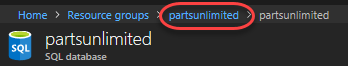 Home > Resource groups > partsunlimited > partsunlimited
partsunlimited
SQL
SQL database